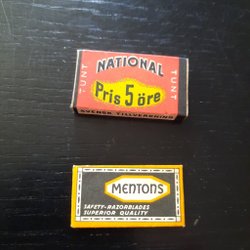 NATIONAL
TUNT
Pris 5 öre
TUNT
SVENSK TILLVERKNING
MENTONS
SAFETY-RAZORBLADES
SUPERIOR QUALITY